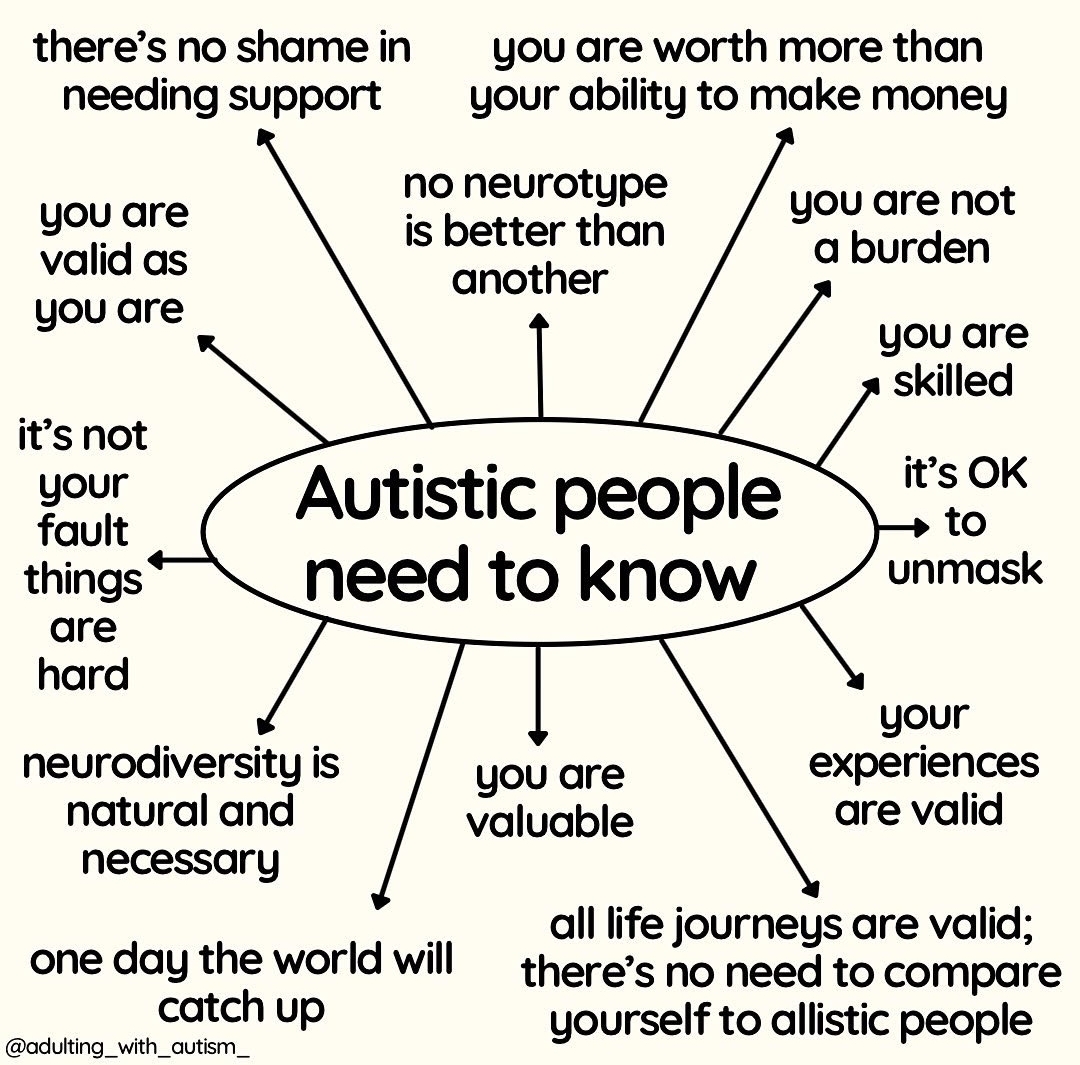 there's no shame in
needing support
you are worth more than
your ability to make money
no neurotype
is better than
another
you are
valid as
you are
you are not
a burden
you are
skilled
it's not
your
fault
things
are
hard
Autistic people
need to know
it's OK
to
unmask
neurodiversity is
natural and
necessary
you are
valuable
your
experiences
are valid
one day the world will
catch up
all life journeys are valid;
there's no need to compare
yourself to allistic people
@adulting_with_autism_